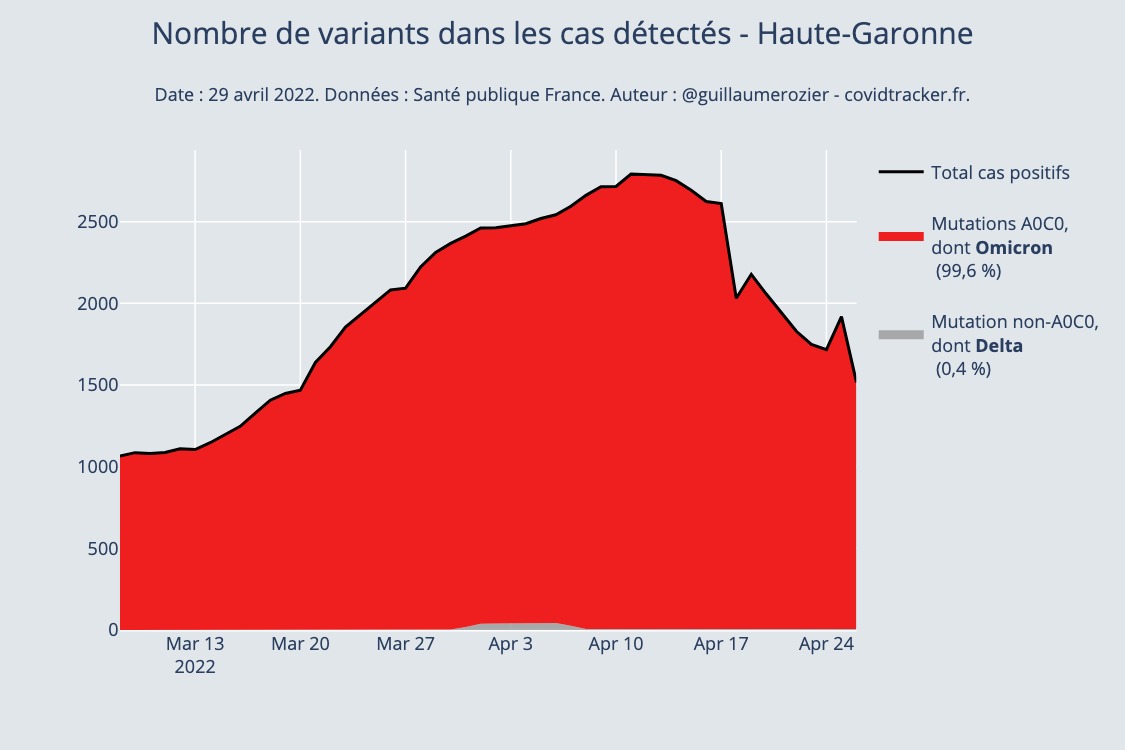 Nombre de variants dans les cas détectés - Haute-Garonne
Date : 29 avril 2022. Données : Santé publique France. Auteur : @guillaumerozier - covidtracker.fr.
Total cas positifs
Mutations A0C0,
dont Omicron
(99,6 %)
Mutation non-A0C0,
dont Delta
(0,4 %)
2500
2000
1500
1000
500
0
Mar 13 Mar 20 Mar 27 Apr 3 Apr 10 Apr 17 Apr 24
2022